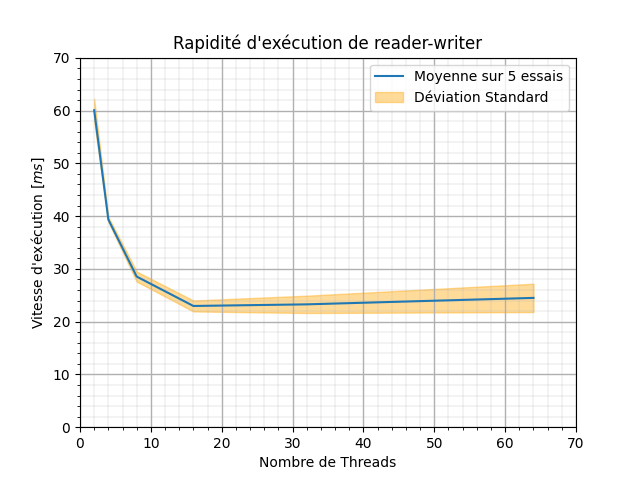 Rapidité d'exécution de reader-writer
Moyenne sur 5 essais
Déviation Standard
Vitesse d'exécution [ms]
70
60
50
40
30
20
10
0
0 10 20 30 40 50 60 70
Nombre de Threads